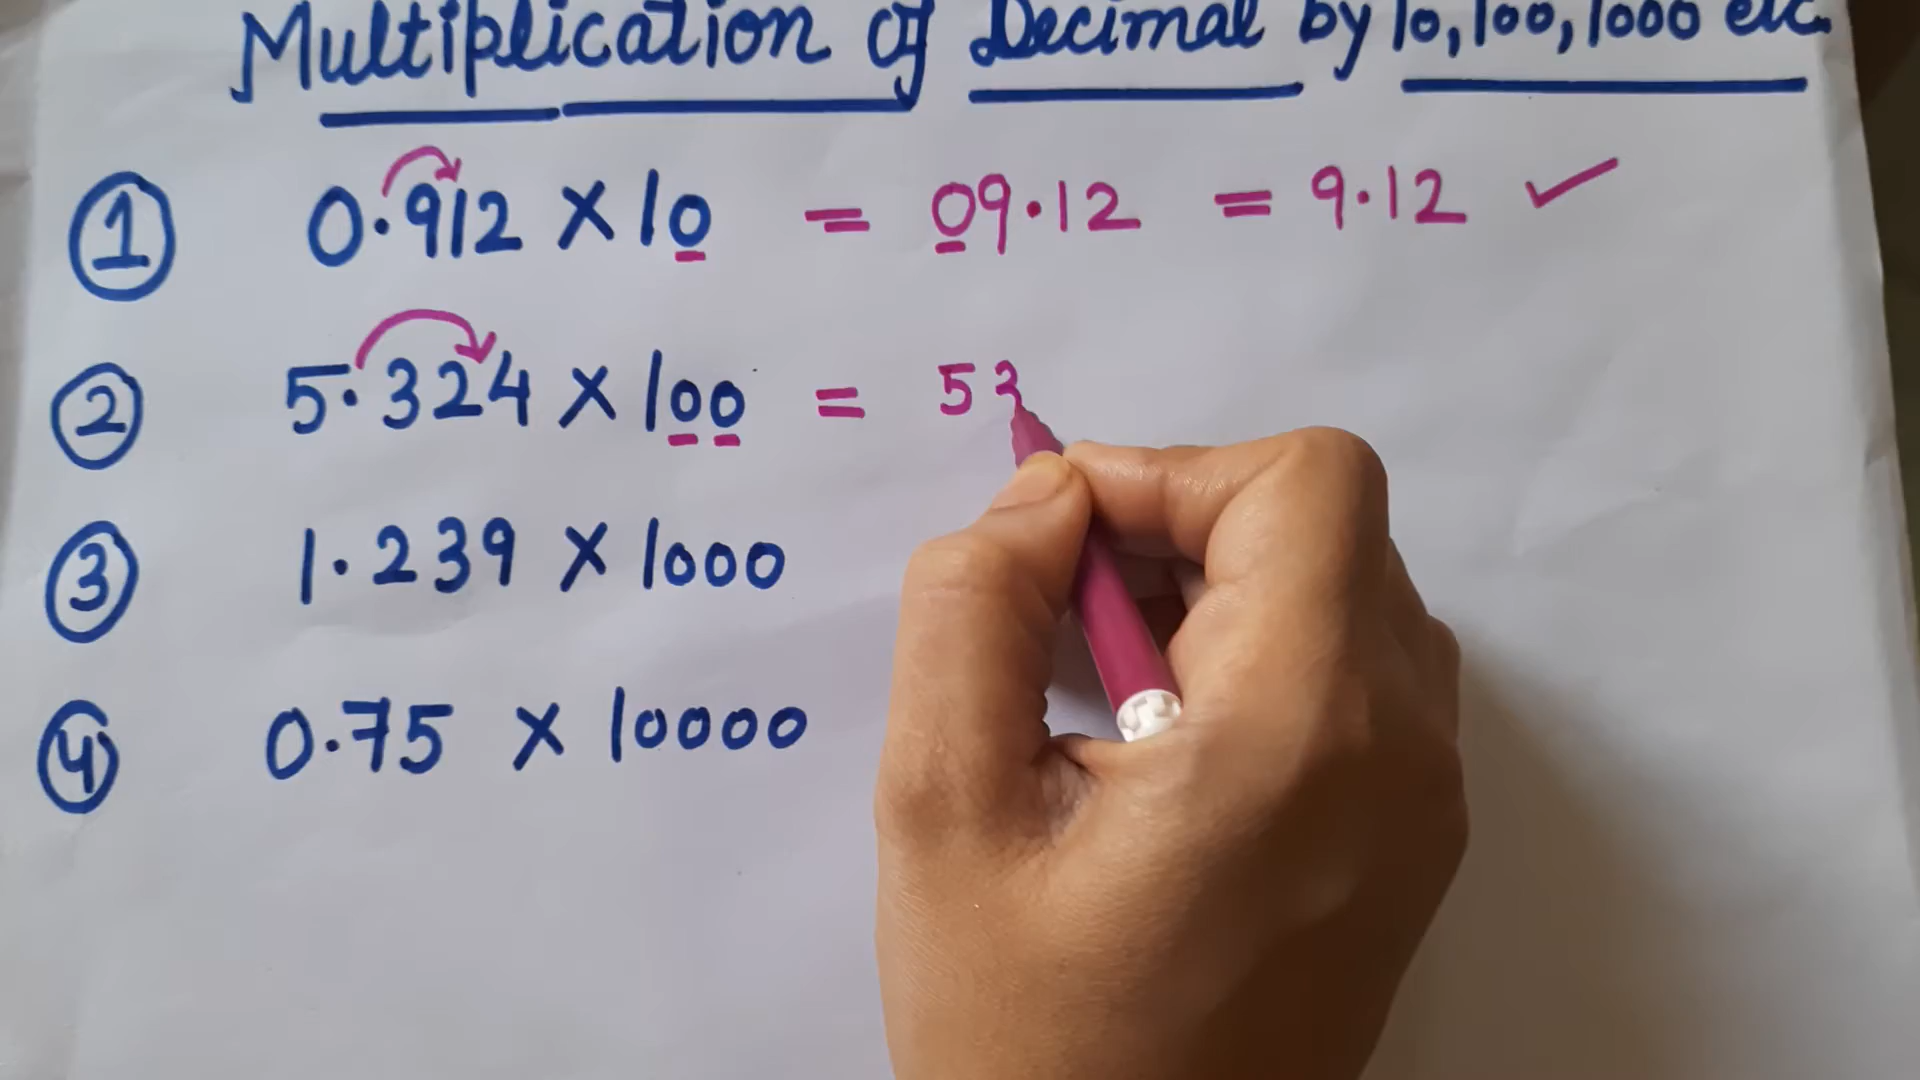 Multiplication of Decimal by 10, 100, 1000 etc.
① 0.912 × 10 = 09.12 = 9.12 ✓
② 5.324 × 100 = 53
③ 1.239 × 1000
④ 0.75 × 10000